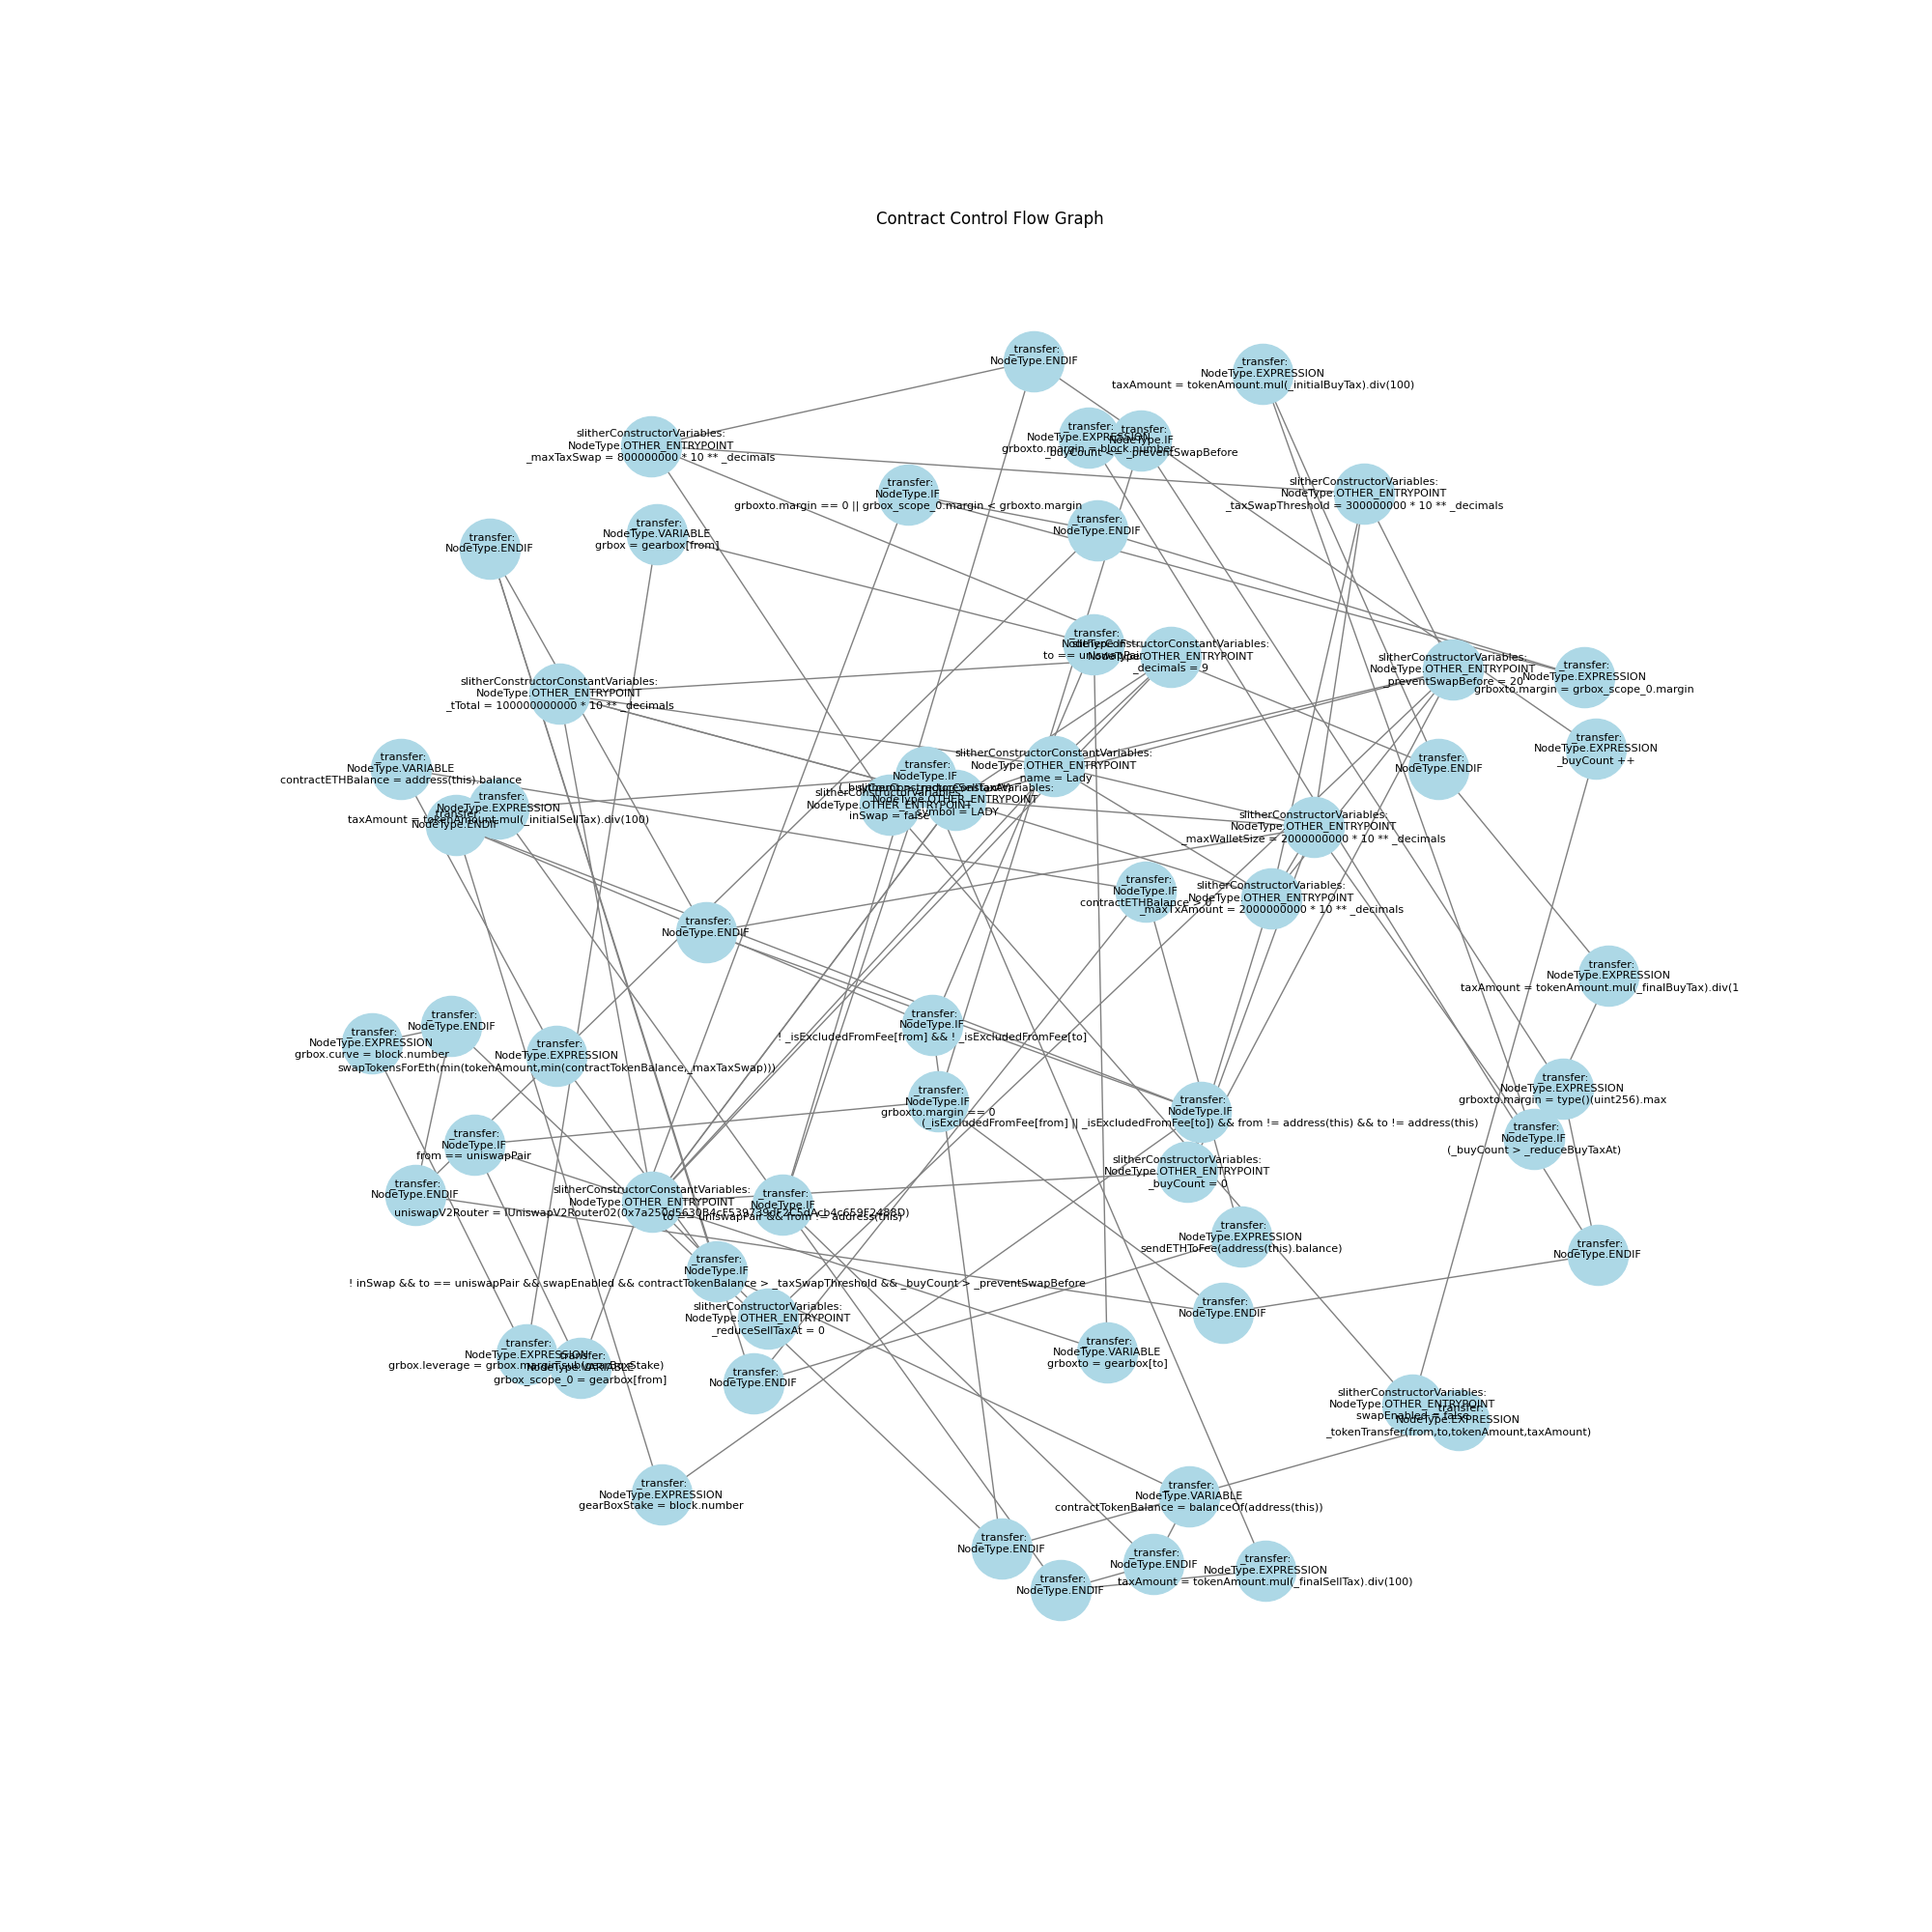 Contract Control Flow Graph
_transfer:
NodeType.ENDIF
_transfer:
NodeType.EXPRESSION
taxAmount = tokenAmount.mul(_initialBuyTax).div(100)
slitherConstructorVariables:
NodeType.OTHER_ENTRYPOINT
_maxTaxSwap = 800000000 * 10 ** _decimals
_transfer:
NodeType.EXPRESSION
grboxto.margin = block.number
_transfer:
NodeType.IF
_buyCount <= _preventSwapBefore
_transfer:
NodeType.IF
grboxto.margin == 0 || grbox_scope_0.margin < grboxto.margin
slitherConstructorVariables:
NodeType.OTHER_ENTRYPOINT
_taxSwapThreshold = 300000000 * 10 ** _decimals
_transfer:
NodeType.VARIABLE
grbox = gearbox[from]
_transfer:
NodeType.ENDIF
_transfer:
NodeType.ENDIF
_transfer:
NodeType.IF
to == uniswapPair
slitherConstructorConstantVariables:
NodeType.OTHER_ENTRYPOINT
_decimals = 9
slitherConstructorVariables:
NodeType.OTHER_ENTRYPOINT
_preventSwapBefore = 20
_transfer:
NodeType.EXPRESSION
grboxto.margin = grbox_scope_0.margin
slitherConstructorConstantVariables:
NodeType.OTHER_ENTRYPOINT
_tTotal = 100000000000 * 10 ** _decimals
_transfer:
NodeType.EXPRESSION
_buyCount ++
_transfer:
NodeType.VARIABLE
contractETHBalance = address(this).balance
_transfer:
NodeType.IF
(_buyCount > _reduceSellTaxAt)
slitherConstructorConstantVariables:
NodeType.OTHER_ENTRYPOINT
_name = Lady
_transfer:
NodeType.ENDIF
_transfer:
NodeType.EXPRESSION
taxAmount = tokenAmount.mul(_initialSellTax).div(100)
_transfer:
NodeType.ENDIF
slitherConstructorVariables:
NodeType.OTHER_ENTRYPOINT
inSwap = false
slitherConstructorConstantVariables:
NodeType.OTHER_ENTRYPOINT
_symbol = LADY
slitherConstructorVariables:
NodeType.OTHER_ENTRYPOINT
_maxWalletSize = 2000000000 * 10 ** _decimals
_transfer:
NodeType.IF
contractETHBalance > 0
slitherConstructorVariables:
NodeType.OTHER_ENTRYPOINT
_maxTxAmount = 2000000000 * 10 ** _decimals
_transfer:
NodeType.ENDIF
_transfer:
NodeType.EXPRESSION
taxAmount = tokenAmount.mul(_finalBuyTax).div(1
_transfer:
NodeType.IF
! _isExcludedFromFee[from] && ! _isExcludedFromFee[to]
_transfer:
NodeType.ENDIF
_transfer:
NodeType.EXPRESSION
grbox.curve = block.number
_transfer:
NodeType.EXPRESSION
swapTokensForEth(min(tokenAmount,min(contractTokenBalance,_maxTaxSwap)))
_transfer:
NodeType.EXPRESSION
grboxto.margin = type()(uint256).max
_transfer:
NodeType.IF
grboxto.margin == 0
_transfer:
NodeType.IF
(_isExcludedFromFee[from] || _isExcludedFromFee[to]) && from != address(this) && to != address(this)
_transfer:
NodeType.IF
(_buyCount > _reduceBuyTaxAt)
_transfer:
NodeType.IF
from == uniswapPair
slitherConstructorVariables:
NodeType.OTHER_ENTRYPOINT
_buyCount = 0
_transfer:
NodeType.ENDIF
slitherConstructorConstantVariables:
NodeType.OTHER_ENTRYPOINT
uniswapV2Router = IUniswapV2Router02(0x7a250d5630B4cF539739dF2C5dAcb4c659F2488D)
_transfer:
NodeType.IF
to == uniswapPair && from != address(this)
_transfer:
NodeType.EXPRESSION
sendETHToFee(address(this).balance)
_transfer:
NodeType.ENDIF
_transfer:
NodeType.IF
! inSwap && to == uniswapPair && swapEnabled && contractTokenBalance > _taxSwapThreshold && _buyCount > _preventSwapBefore
slitherConstructorVariables:
NodeType.OTHER_ENTRYPOINT
_reduceSellTaxAt = 0
_transfer:
NodeType.ENDIF
_transfer:
NodeType.EXPRESSION
grbox.leverage = grbox.margin.sub(gearBoxStake)
_transfer:
NodeType.VARIABLE
grbox_scope_0 = gearbox[from]
_transfer:
NodeType.VARIABLE
grboxto = gearbox[to]
_transfer:
NodeType.ENDIF
slitherConstructorVariables:
NodeType.OTHER_ENTRYPOINT
swapEnabled = false
_transfer:
NodeType.EXPRESSION
_tokenTransfer(from,to,tokenAmount,taxAmount)
_transfer:
NodeType.EXPRESSION
gearBoxStake = block.number
_transfer:
NodeType.VARIABLE
contractTokenBalance = balanceOf(address(this))
_transfer:
NodeType.ENDIF
_transfer:
NodeType.ENDIF
_transfer:
NodeType.EXPRESSION
taxAmount = tokenAmount.mul(_finalSellTax).div(100)
_transfer:
NodeType.ENDIF